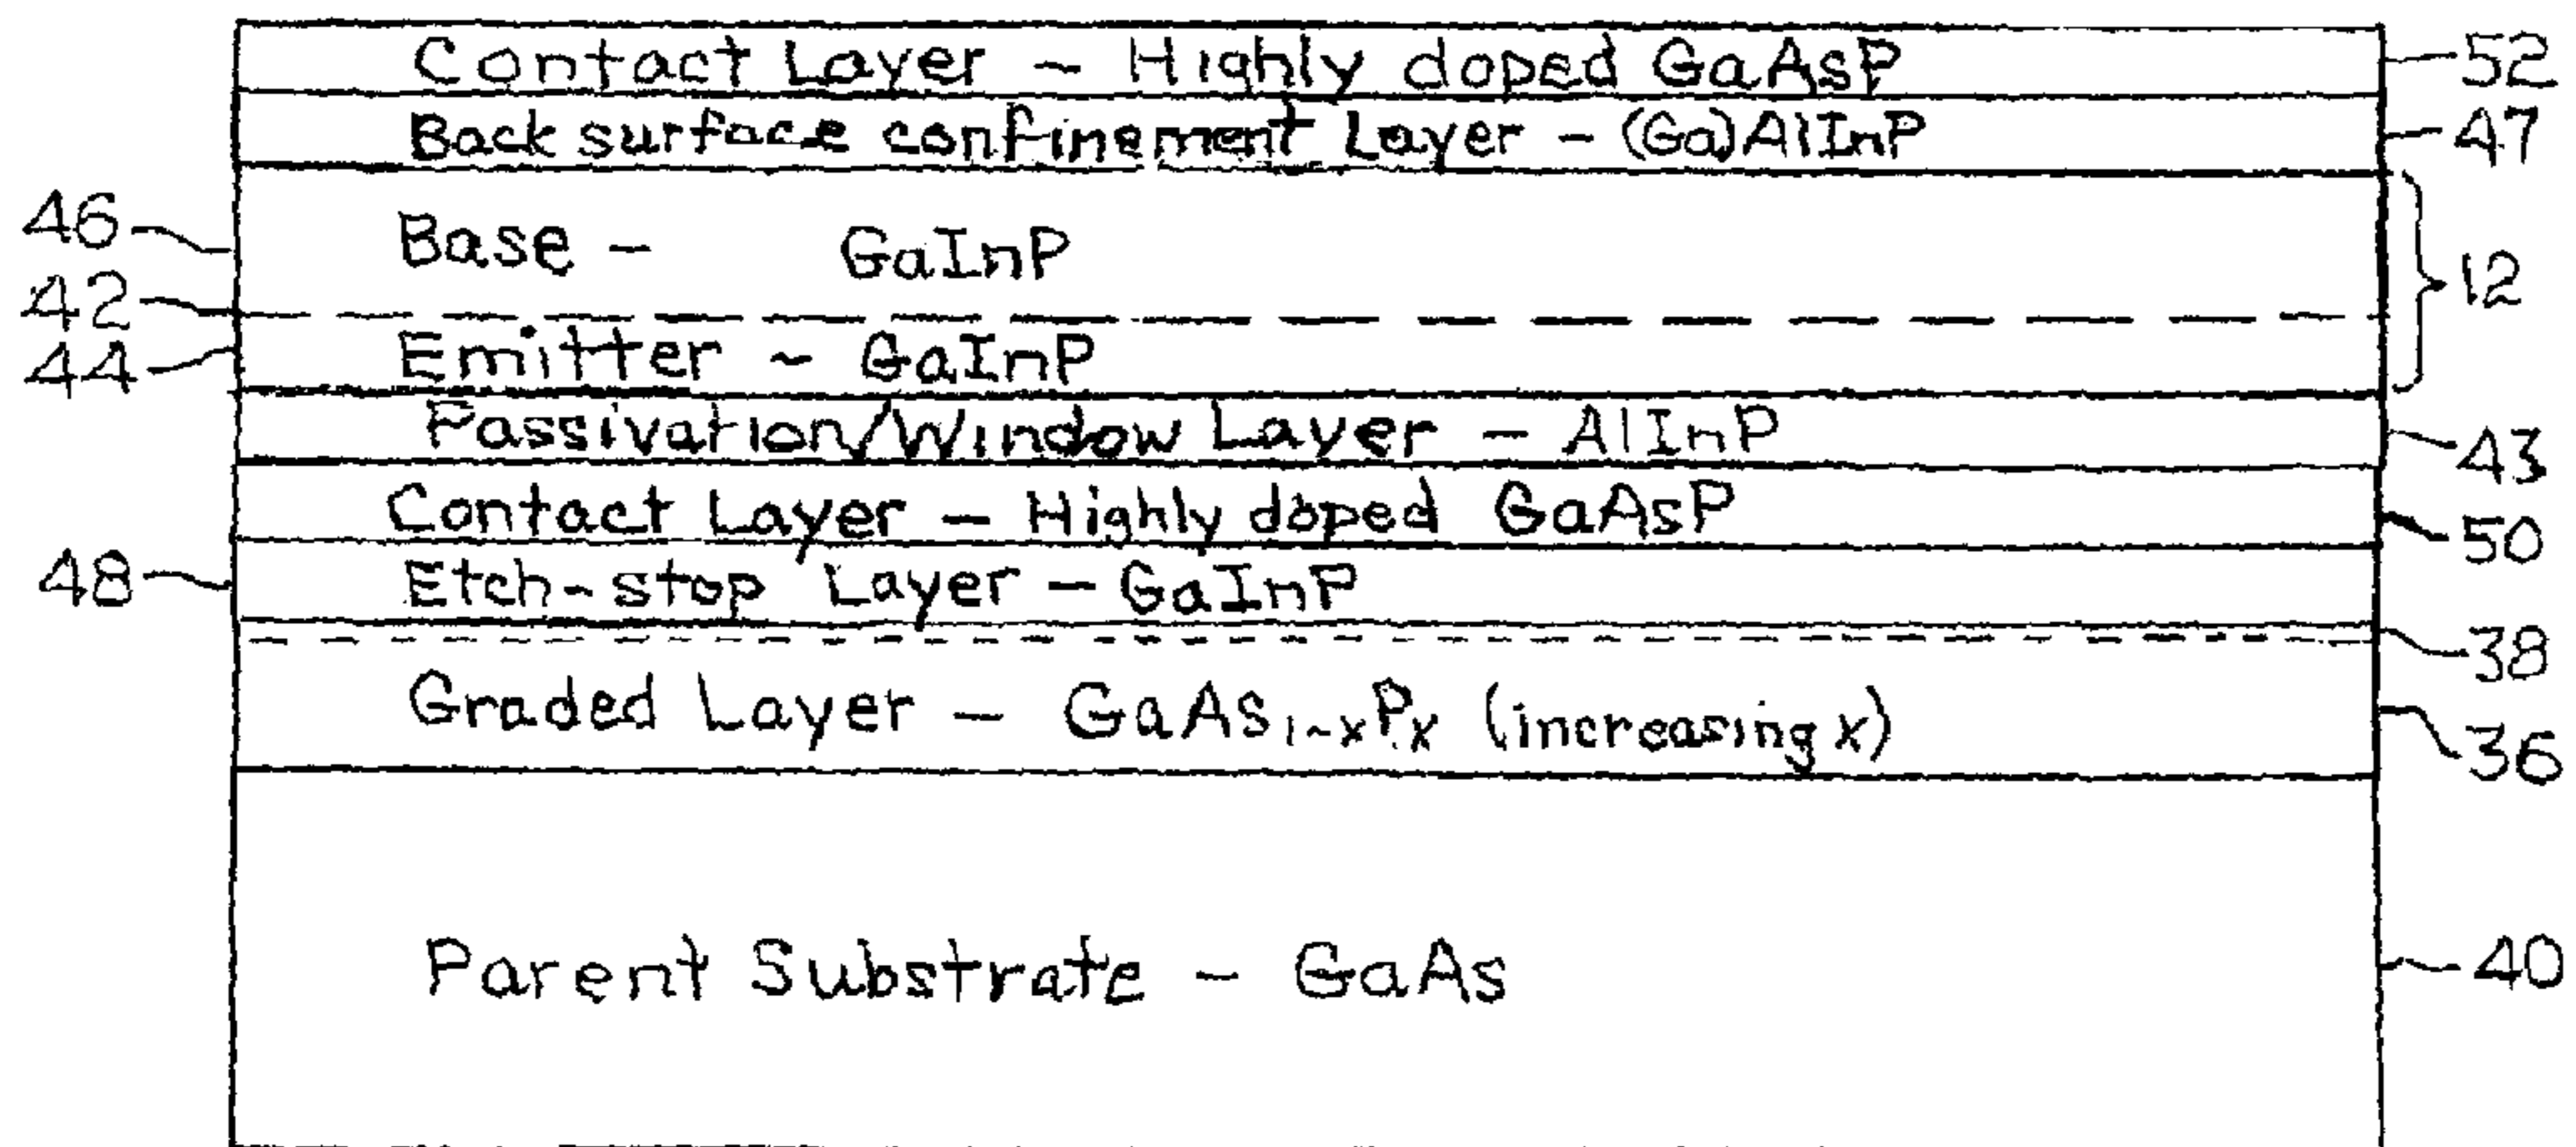 Contact Layer - Highly doped GaAsP 52
Back surface confinement Layer - (Ga)AlInP 47
46 Base - GaInP
42 12
44 Emitter - GaInP
Passivation/Window Layer - AlInP 43
Contact Layer - Highly doped GaAsP 50
48 Etch-stop Layer - GaInP
38
Graded Layer - GaAs1-xPx (increasing x) 36
Parent Substrate - GaAs 40